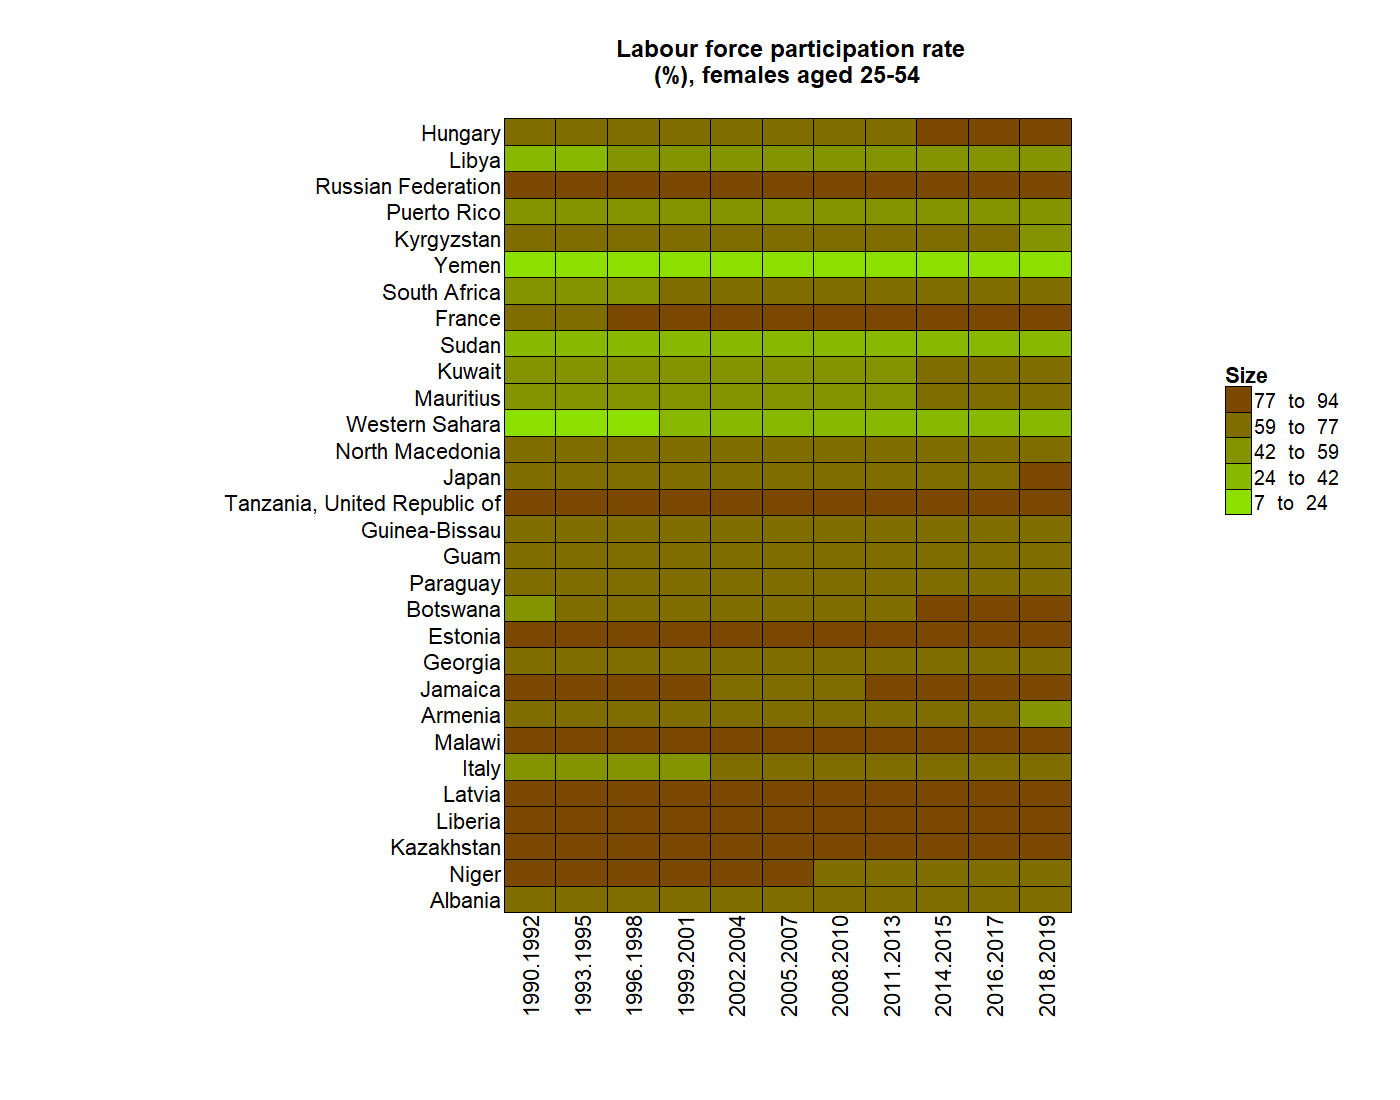 Labour force participation rate
(%), females aged 25-54
Hungary
Libya
Russian Federation
Puerto Rico
Kyrgyzstan
Yemen
South Africa
France
Sudan
Kuwait
Mauritius
Western Sahara
North Macedonia
Japan
Tanzania, United Republic of
Guinea-Bissau
Guam
Paraguay
Botswana
Estonia
Georgia
Jamaica
Armenia
Malawi
Italy
Latvia
Liberia
Kazakhstan
Niger
Albania
1990.1992
1993.1995
1996.1998
1999.2001
2002.2004
2005.2007
2008.2010
2011.2013
2014.2015
2016.2017
2018.2019
Size
77 to 94
59 to 77
42 to 59
24 to 42
7 to 24